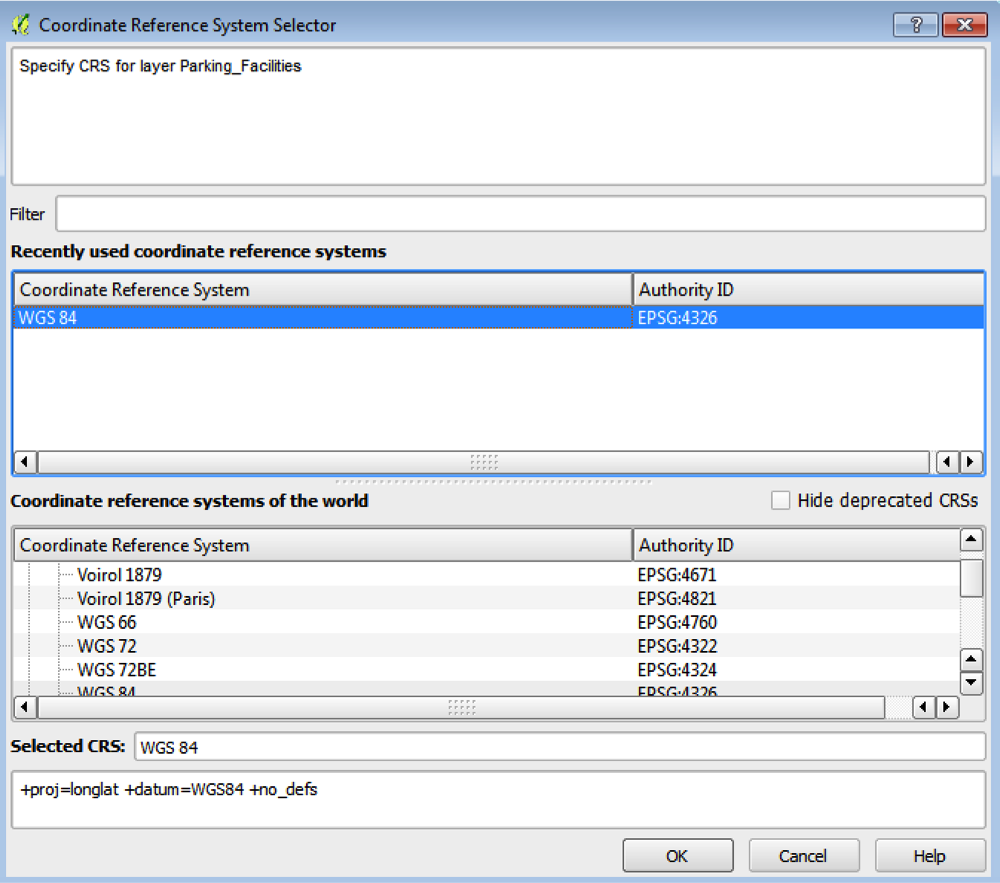 Coordinate Reference System Selector
?
Specify CRS for layer Parking_Facilities
Filter
Recently used coordinate reference systems
Coordinate Reference System Authority ID
WGS 84 EPSG:4326
Coordinate reference systems of the world Hide deprecated CRSs
Coordinate Reference System Authority ID
Voirol 1879 EPSG:4671
Voirol 1879 (Paris) EPSG:4821
WGS 66 EPSG:4760
WGS 72 EPSG:4322
WGS 72BE EPSG:4324
WGS 84 EPSG:4326
Selected CRS: WGS 84
+proj=longlat +datum=WGS84 +no_defs
OK Cancel Help